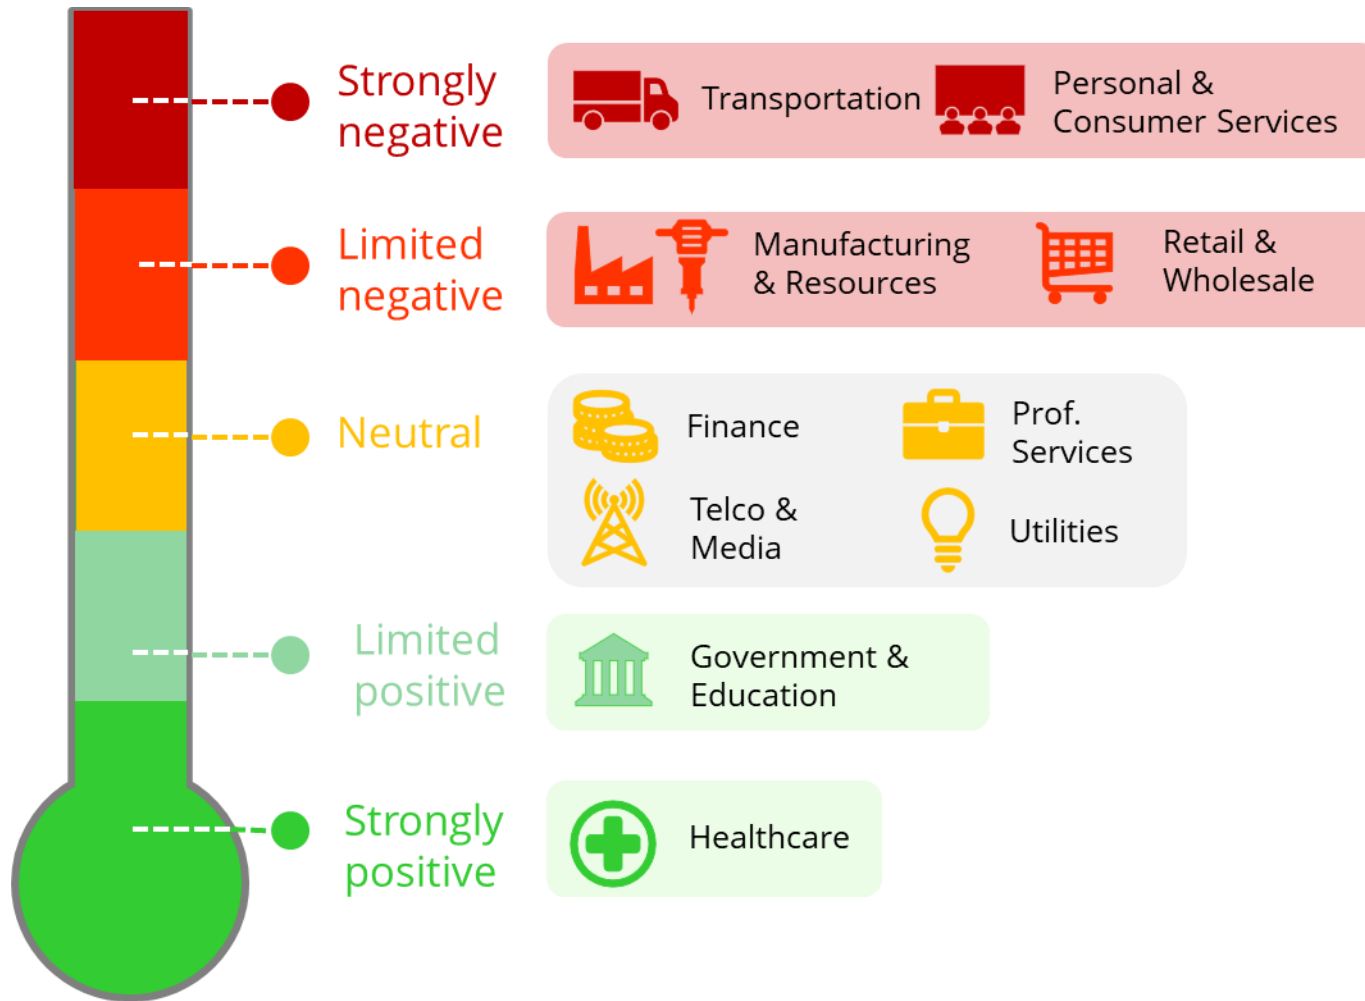 Strongly
negative
Transportation
Personal &
Consumer Services
Limited
negative
Manufacturing
& Resources
Retail &
Wholesale
Neutral
Finance
Prof.
Services
Telco &
Media
Utilities
Limited
positive
Government &
Education
Strongly
positive
Healthcare